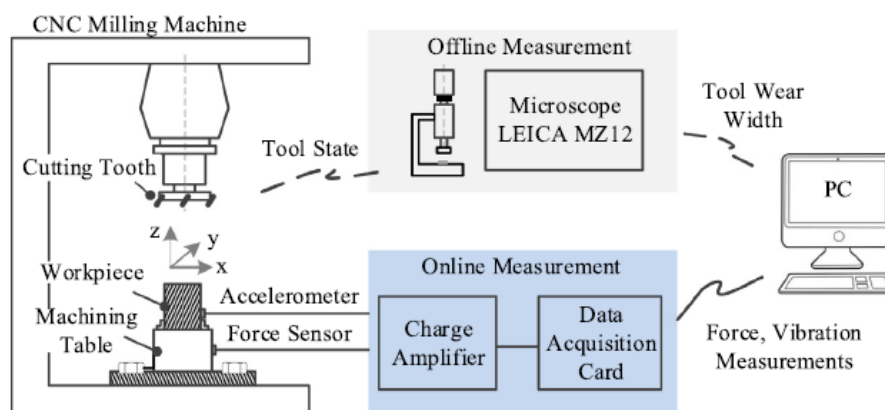 CNC Milling Machine
Cutting Tooth
Tool State
Offline Measurement
Microscope
LEICA MZ12
Tool Wear
Width
PC
z
y
x
Workpiece
Machining
Table
Accelerometer
Force Sensor
Online Measurement
Charge
Amplifier
Data
Acquisition
Card
Force, Vibration
Measurements